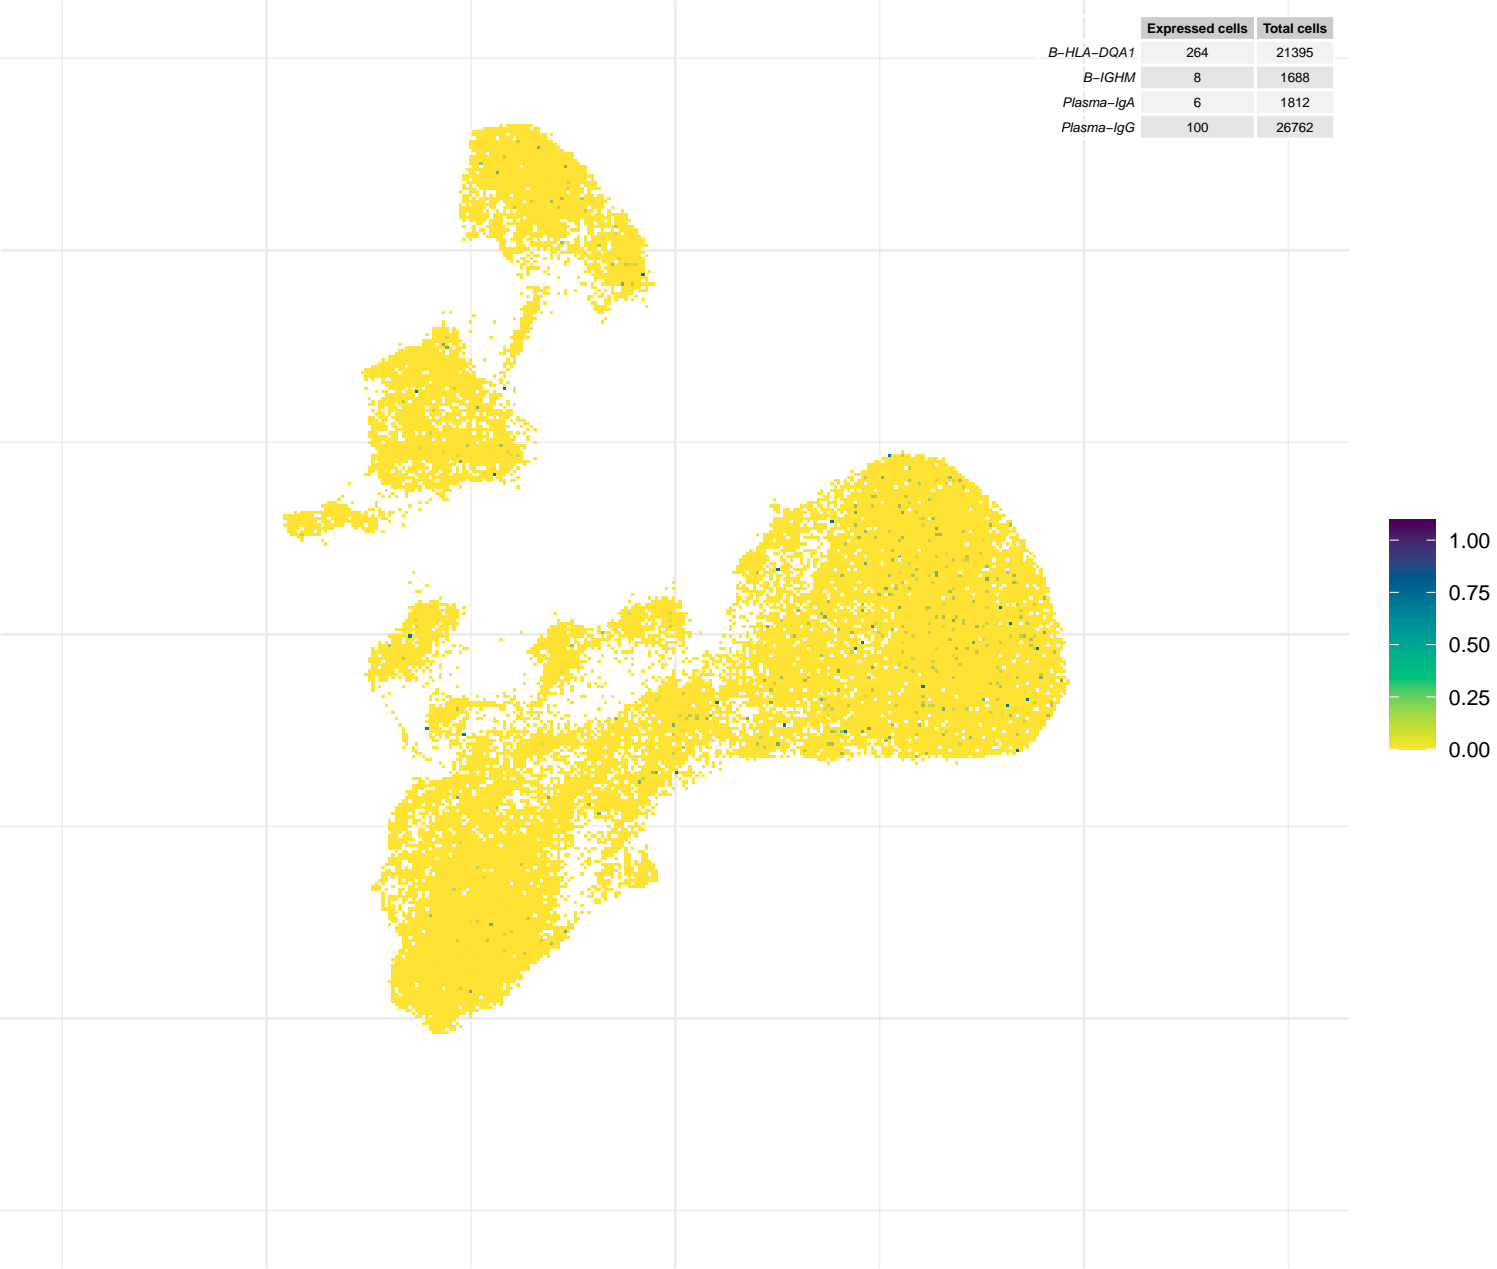 Expressed cells Total cells
B−HLA−DQA1 264 21395
B−IGHM 8 1688
Plasma−IgA 6 1812
Plasma−IgG 100 26762
1.00
0.75
0.50
0.25
0.00